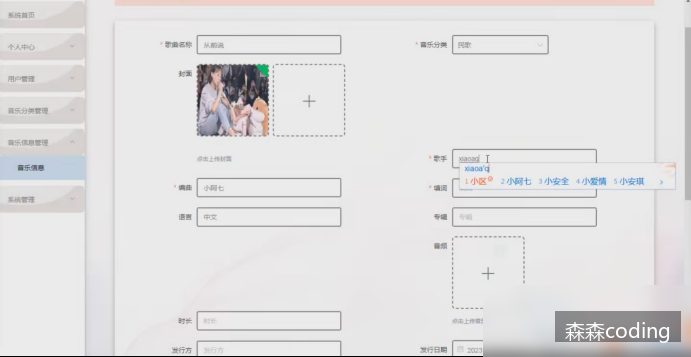 系统首页
个人中心
用户管理
音乐分类管理
音乐信息管理
音乐信息
系统管理
* 歌曲名称 从前说
* 音乐分类 民歌
封面
点击上传封面
* 歌手 xiaoaq
xiaoa'q
1 小区 2 小阿七 3 小安全 4 小爱情 5 小安琪
* 编曲 小阿七
* 填词
语言 中文
专辑 专辑
音频
点击上传音
时长 时长
发行方 发行方
发行日期 2023
森森coding